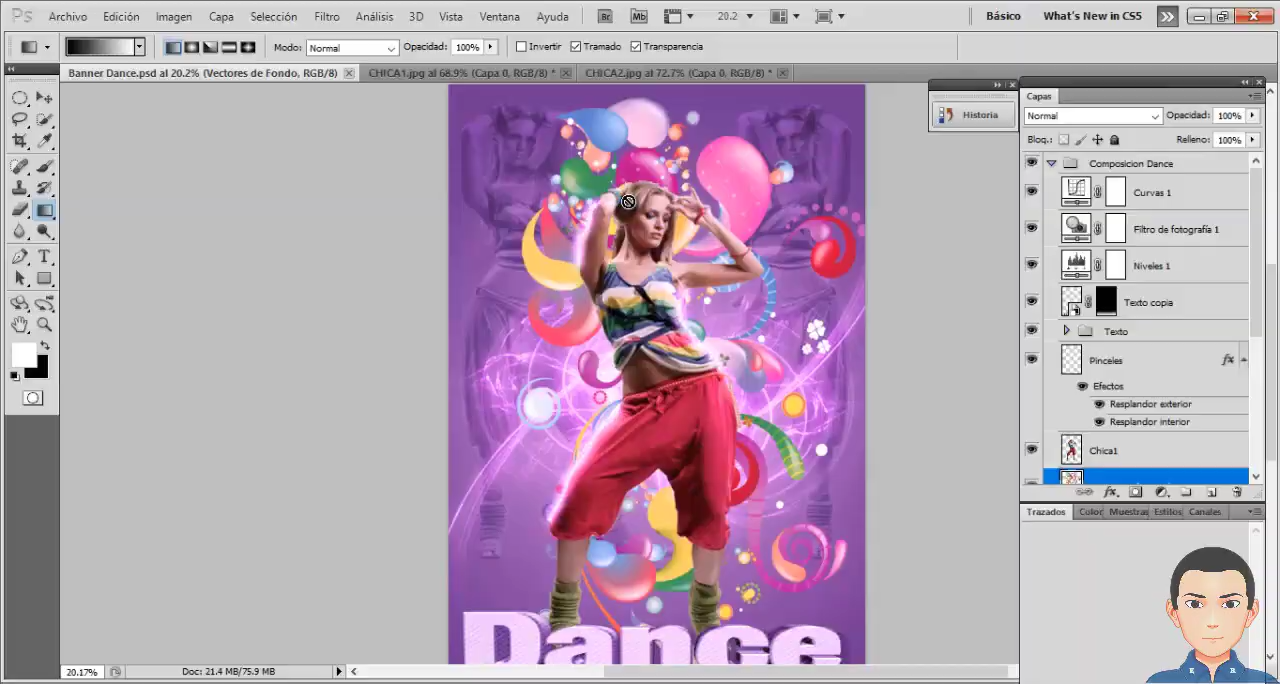 Ps Archivo Edición Imagen Capa Selección Filtro Análisis 3D Vista Ventana Ayuda Br Mb 20.2 Básico What's New in CS5
Modo: Normal Opacidad: 100% Invertir Tramado Transparencia
Banner Dance.psd al 20.2% (Vectores de Fondo, RGB/8) CHICA1.jpg al 68.9% (Capa 0, RGB/8) * CHICA2.jpg al 72.7% (Capa 0, RGB/8) *
Historia
Capas
Normal Opacidad: 100%
Bloq.: Relleno: 100%
Composicion Dance
Curvas 1
Filtro de fotografía 1
Niveles 1
Texto copia
Texto
Pinceles fx
Efectos
Resplandor exterior
Resplandor interior
Chica1
Trazados Color Muestras Estilos Canales
Dance
20.17% Doc: 21.4 MB/75.9 MB